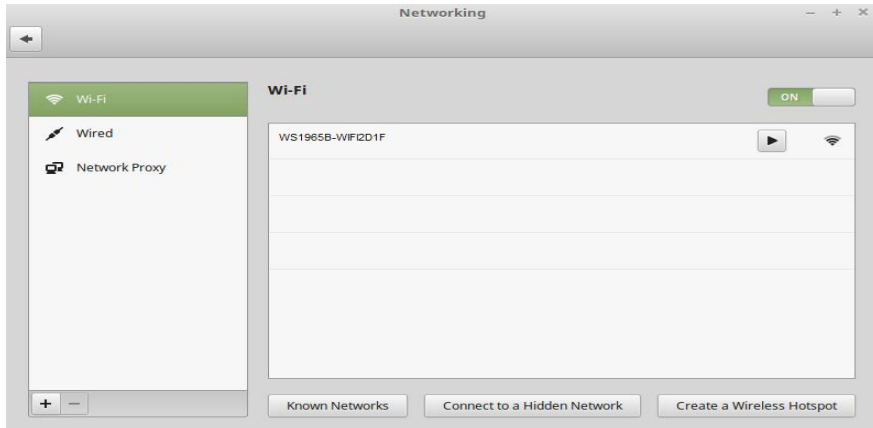 Networking
Wi-Fi
Wired
Network Proxy
Wi-Fi
ON
WS1965B-WIFI2D1F
Known Networks
Connect to a Hidden Network
Create a Wireless Hotspot